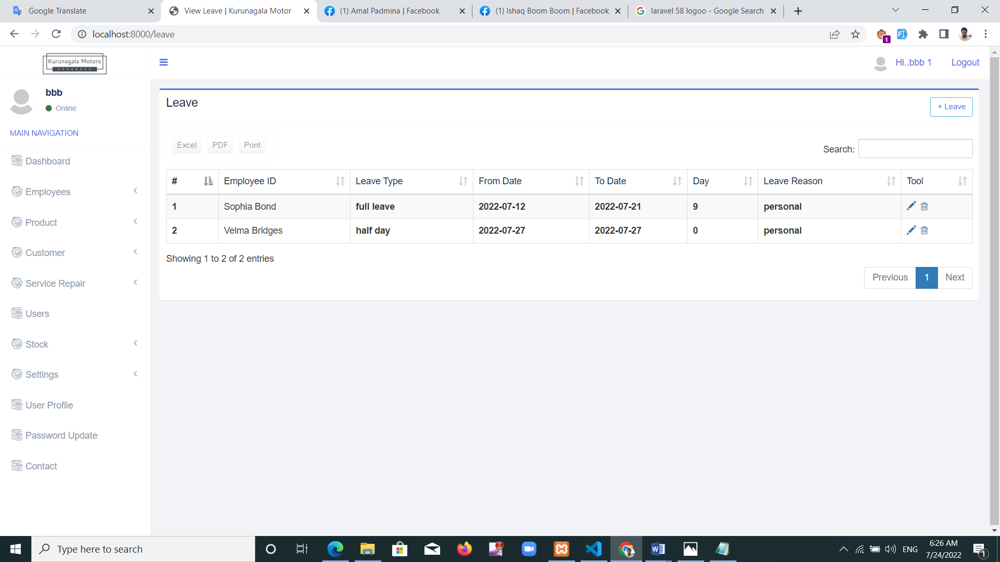 Google Translate
View Leave | Kurunagala Motor
(1) Amal Padmina | Facebook
(1) Ishaq Boom Boom | Facebook
laravel 58 logoo - Google Search
localhost:8000/leave
1
Kurunagala Motors
Hi..bbb 1
Logout
bbb
Online
MAIN NAVIGATION
Dashboard
Employees
Product
Customer
Service Repair
Users
Stock
Settings
User Profile
Password Update
Contact
Leave
+ Leave
Excel PDF Print
Search:
# Employee ID Leave Type From Date To Date Day Leave Reason Tool
1 Sophia Bond full leave 2022-07-12 2022-07-21 9 personal
2 Velma Bridges half day 2022-07-27 2022-07-27 0 personal
Showing 1 to 2 of 2 entries
Previous 1 Next
Type here to search
ENG
6:26 AM
7/24/2022
1